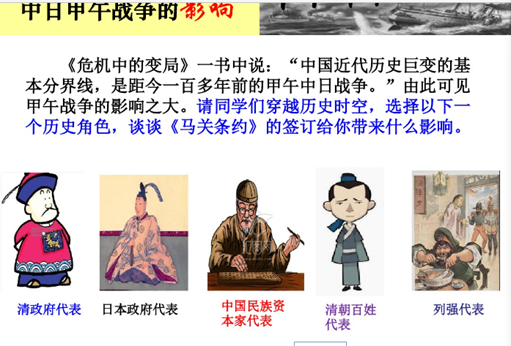 中日甲午战争的影响
《危机中的变局》一书中说：“中国近代历史巨变的基
本分界线，是距今一百多年前的甲午中日战争。”由此可见
甲午战争的影响之大。请同学们穿越历史时空，选择以下一
个历史角色，谈谈《马关条约》的签订给你带来什么影响。
清政府代表
日本政府代表
中国民族资
本家代表
清朝百姓
代表
列强代表